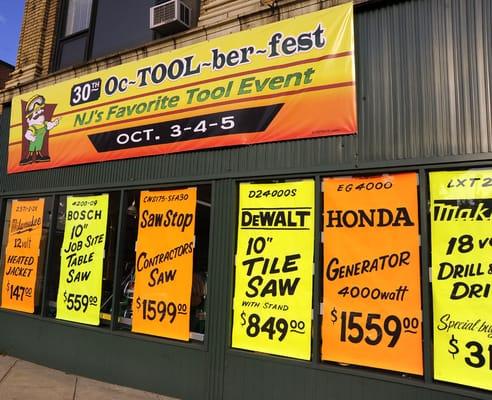 30TH Oc~TOOL~ber~fest
NJ's Favorite Tool Event
OCT. 3-4-5
Milwaukee
12 volt
HEATED
JACKET
$147.00
4200-09
BOSCH
10"
JOB SITE
TABLE
SAW
$559.00
CNS175-SFA30
SAWSTOP
CONTRACTORS
SAW
$1599.00
D24000S
DEWALT
10"
TILE
SAW
WITH STAND
$849.00
EG4000
HONDA
GENERATOR
4000watt
$1559.00
18 v
DRILL
Special